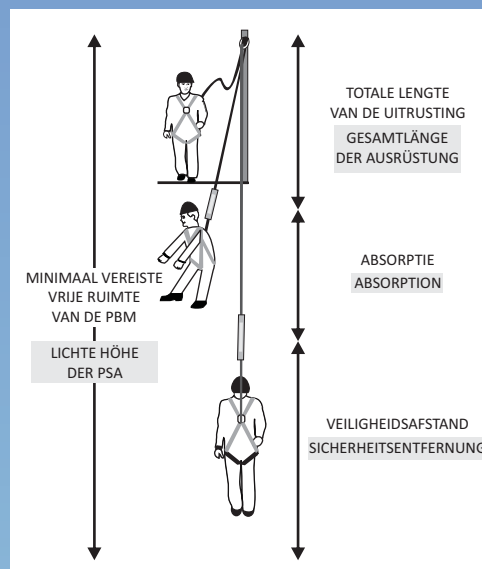 TOTALE LENGTE
VAN DE UITRUSTING
GESAMTLÄNGE
DER AUSRÜSTUNG
ABSORPTIE
ABSORPTION
MINIMAAL VEREISTE
VRIJE RUIMTE
VAN DE PBM
LICHTE HÖHE
DER PSA
VEILIGHEIDSAFSTAND
SICHERHEITSENTFERNUNG